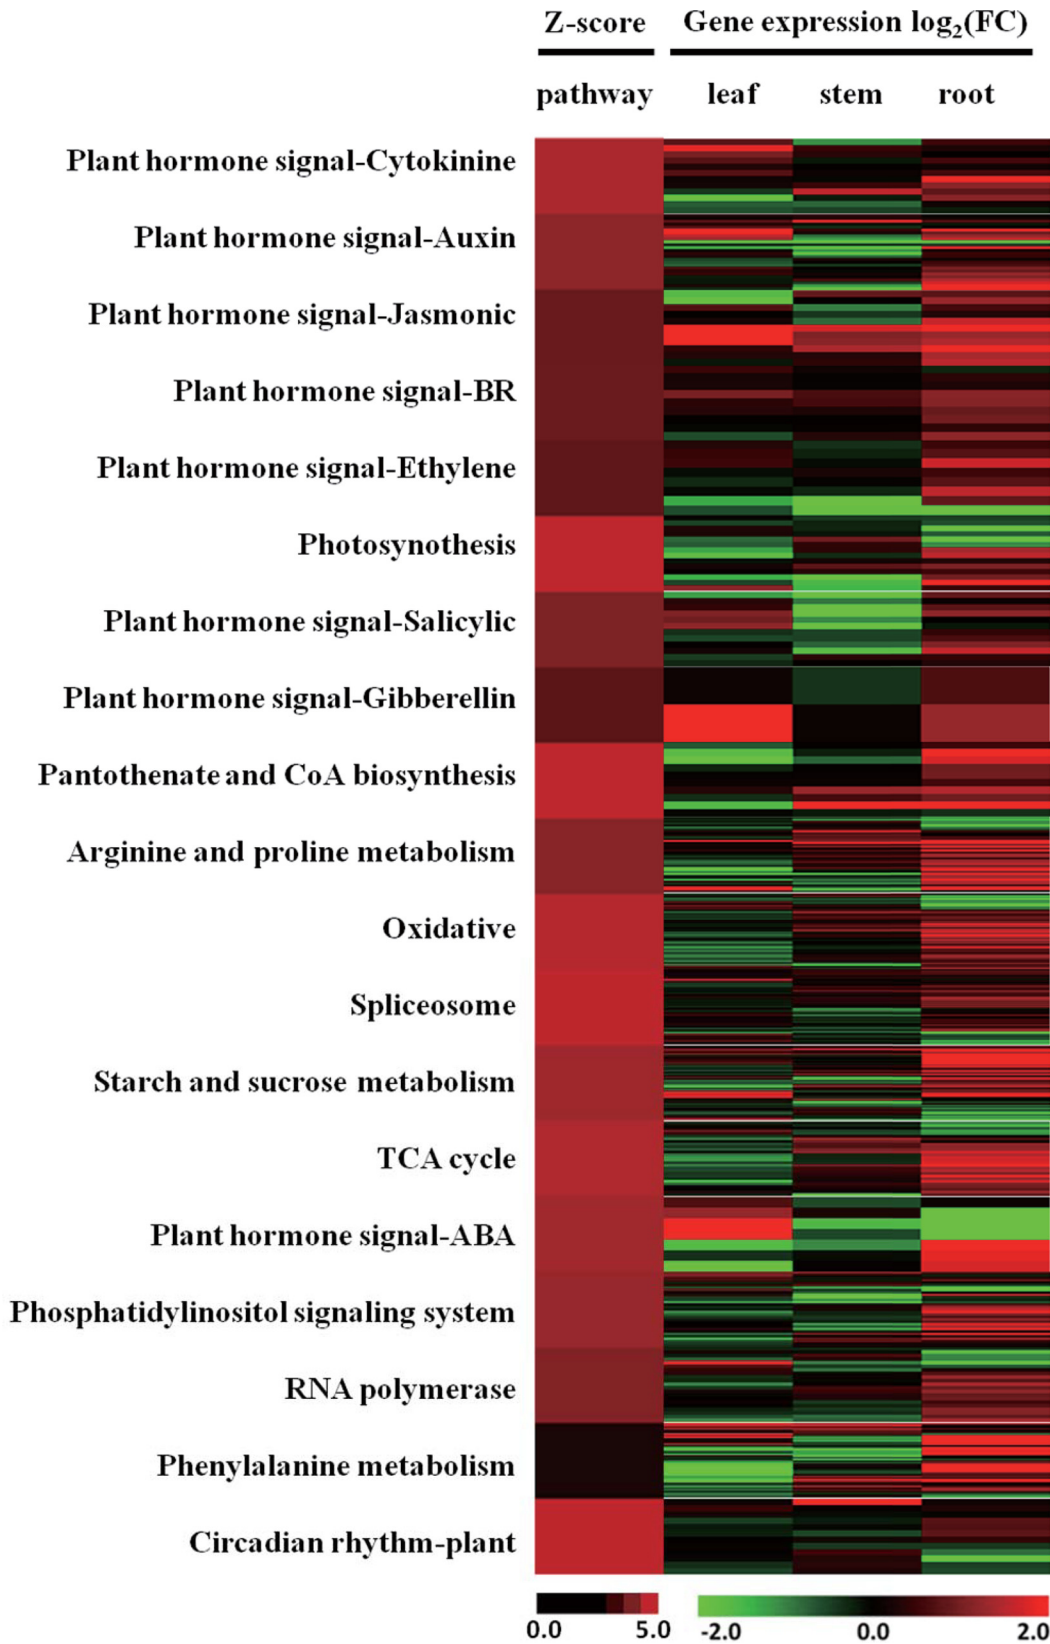 Z-score Gene expression log₂(FC)
pathway leaf stem root
Plant hormone signal-Cytokinine
Plant hormone signal-Auxin
Plant hormone signal-Jasmonic
Plant hormone signal-BR
Plant hormone signal-Ethylene
Photosynothesis
Plant hormone signal-Salicylic
Plant hormone signal-Gibberellin
Pantothenate and CoA biosynthesis
Arginine and proline metabolism
Oxidative
Spliceosome
Starch and sucrose metabolism
TCA cycle
Plant hormone signal-ABA
Phosphatidylinositol signaling system
RNA polymerase
Phenylalanine metabolism
Circadian rhythm-plant
0.0 5.0 -2.0 0.0 2.0